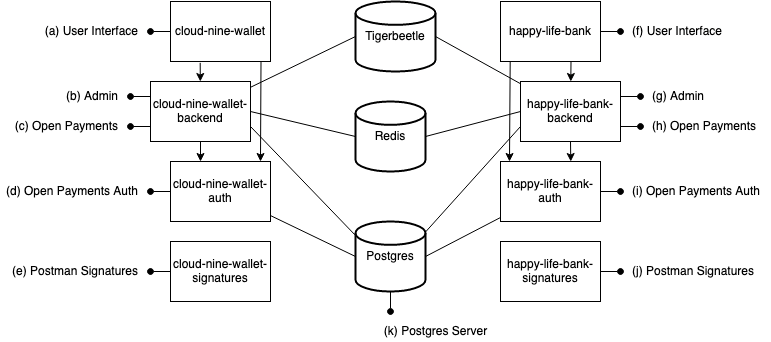 (a) User Interface
cloud-nine-wallet
Tigerbeetle
happy-life-bank
(f) User Interface
(b) Admin
(c) Open Payments
cloud-nine-wallet-
backend
Redis
happy-life-bank-
backend
(g) Admin
(h) Open Payments
(d) Open Payments Auth
cloud-nine-wallet-
auth
happy-life-bank-
auth
(i) Open Payments Auth
(e) Postman Signatures
cloud-nine-wallet-
signatures
Postgres
happy-life-bank-
signatures
(j) Postman Signatures
(k) Postgres Server